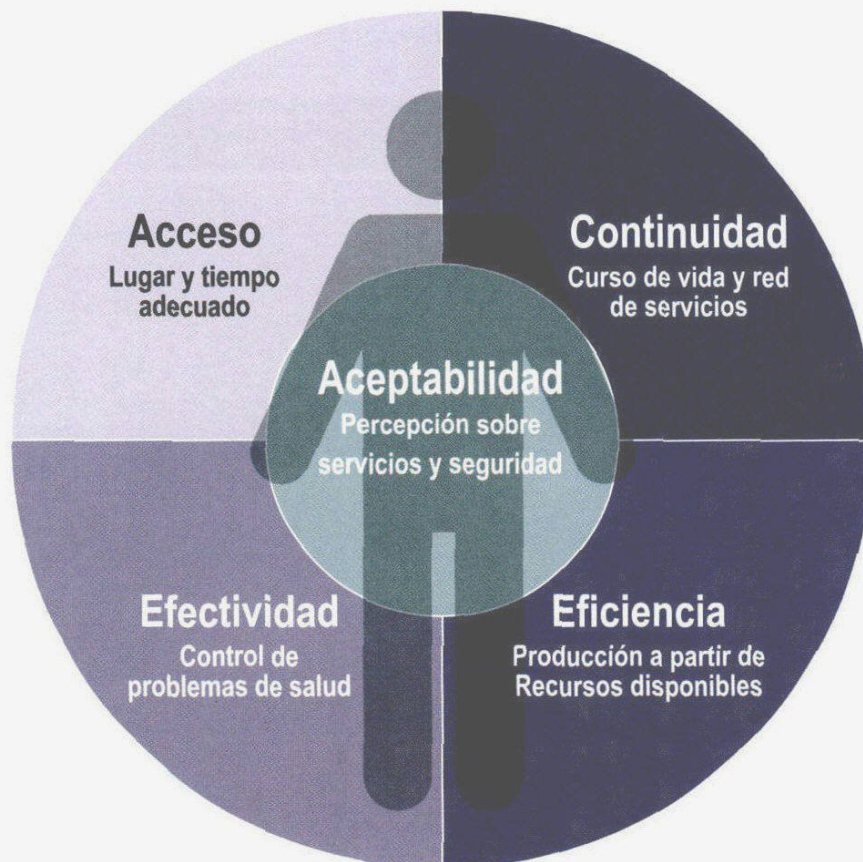 Acceso
Lugar y tiempo
adecuado
Continuidad
Curso de vida y red
de servicios
Aceptabilidad
Percepción sobre
servicios y seguridad
Efectividad
Control de
problemas de salud
Eficiencia
Producción a partir de
Recursos disponibles